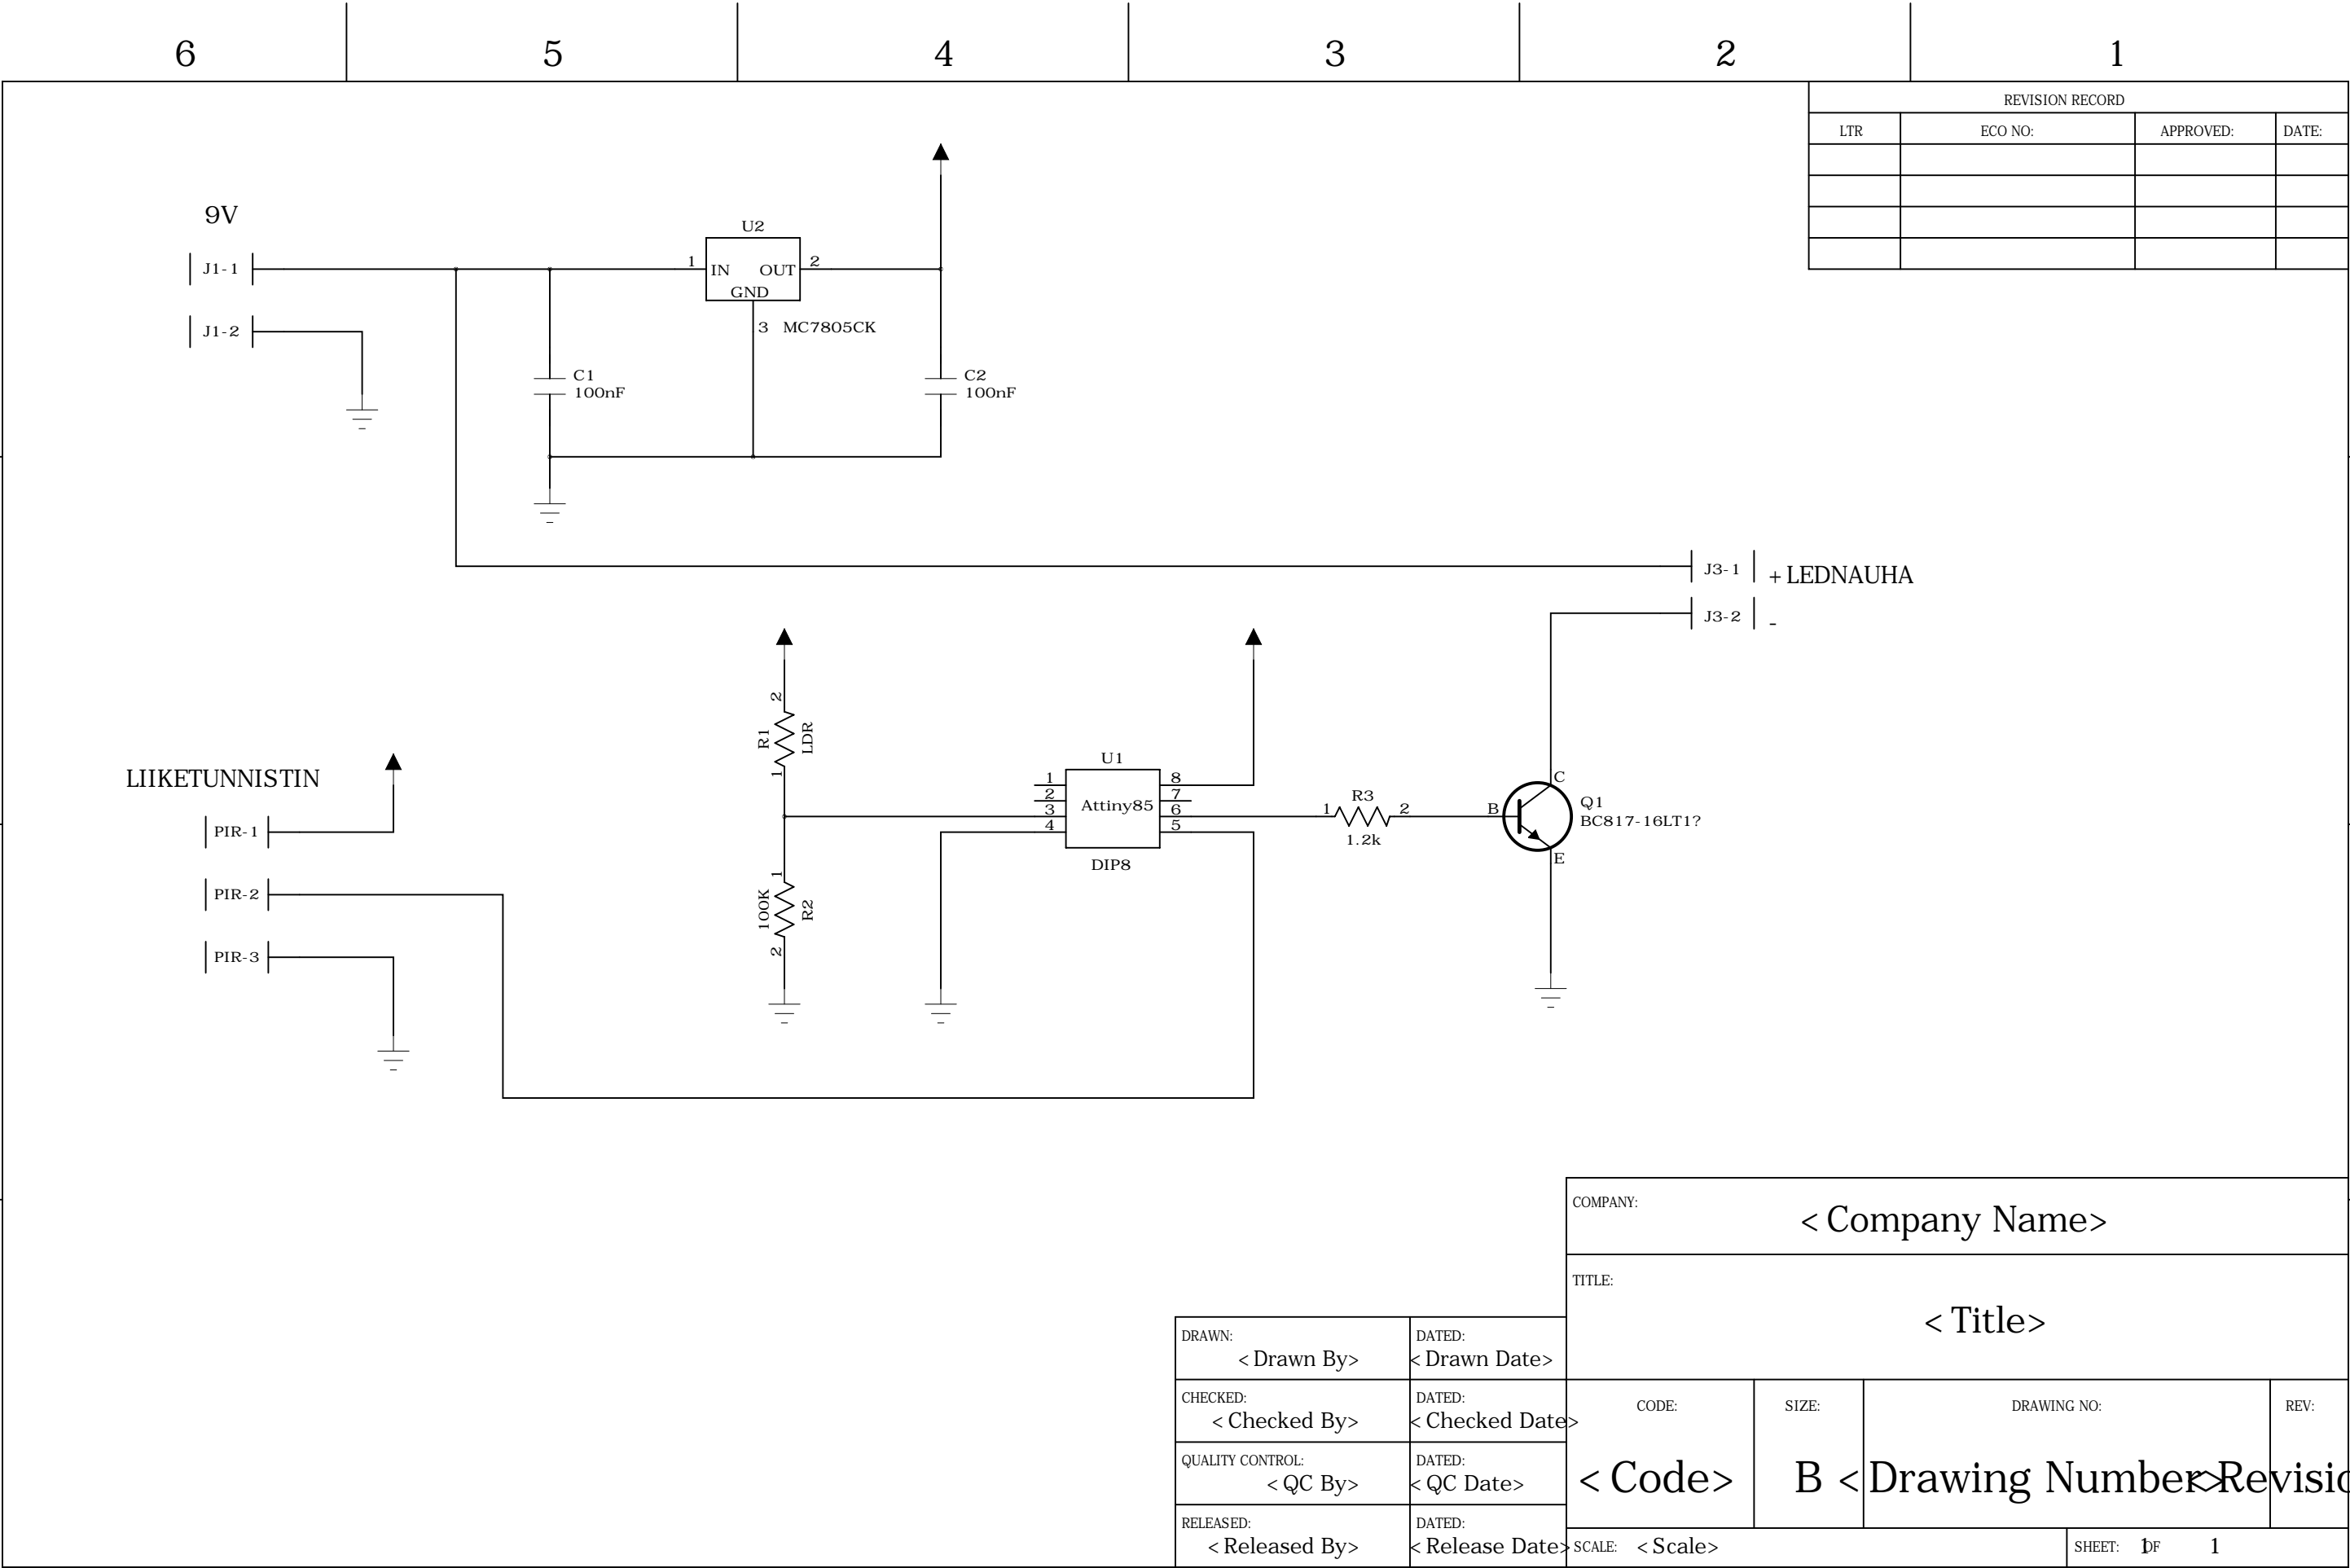 6 5 4 3 2 1
REVISION RECORD
LTR ECO NO: APPROVED: DATE:
9V
J1-1
J1-2
U2
1 IN OUT 2
GND
3 MC7805CK
C1
100nF
C2
100nF
J3-1 + LEDNAUHA
J3-2 -
LIIKETUNNISTIN
PIR-1
PIR-2
PIR-3
2
R1 LDR
1
1
100K R2
2
U1
1 8
2 7
3 6
4 5
Attiny85
DIP8
R3
1 2
1.2k
B
C
E
Q1
BC817-16LT1?
COMPANY:
<Company Name>
TITLE:
<Title>
DRAWN: DATED:
<Drawn By> <Drawn Date>
CHECKED: DATED:
<Checked By> <Checked Date>
QUALITY CONTROL: DATED:
<QC By> <QC Date>
RELEASED: DATED:
<Released By> <Release Date>
CODE: SIZE: DRAWING NO: REV:
<Code> B <Drawing Number> <Revisio
SCALE: <Scale> SHEET: 1 OF 1